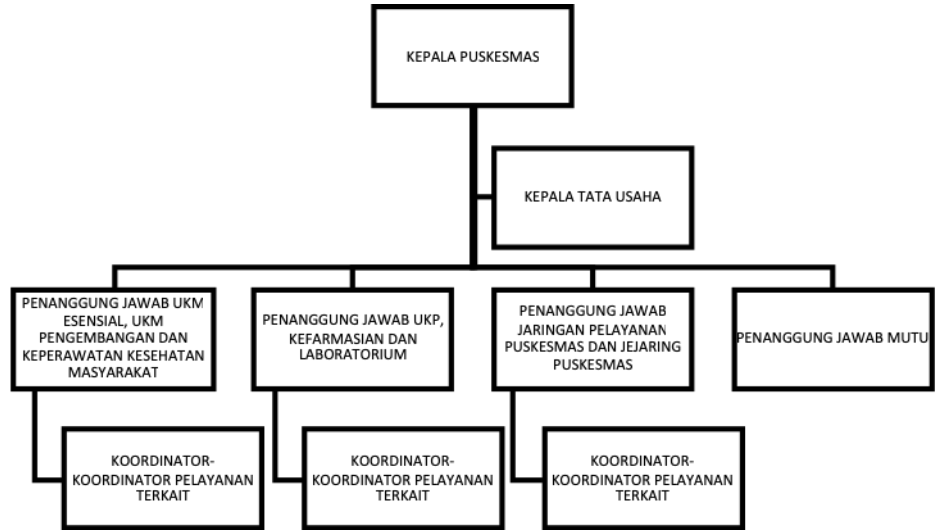 KEPALA PUSKESMAS
KEPALA TATA USAHA
PENANGGUNG JAWAB UKM
ESENSIAL, UKM
PENGEMBANGAN DAN
KEPERAWATAN KESEHATAN
MASYARAKAT
PENANGGUNG JAWAB UKP,
KEFARMASIAN DAN
LABORATORIUM
PENANGGUNG JAWAB
JARINGAN PELAYANAN
PUSKESMAS DAN JEJARING
PUSKESMAS
PENANGGUNG JAWAB MUTU
KOORDINATOR-
KOORDINATOR PELAYANAN
TERKAIT
KOORDINATOR-
KOORDINATOR PELAYANAN
TERKAIT
KOORDINATOR-
KOORDINATOR PELAYANAN
TERKAIT